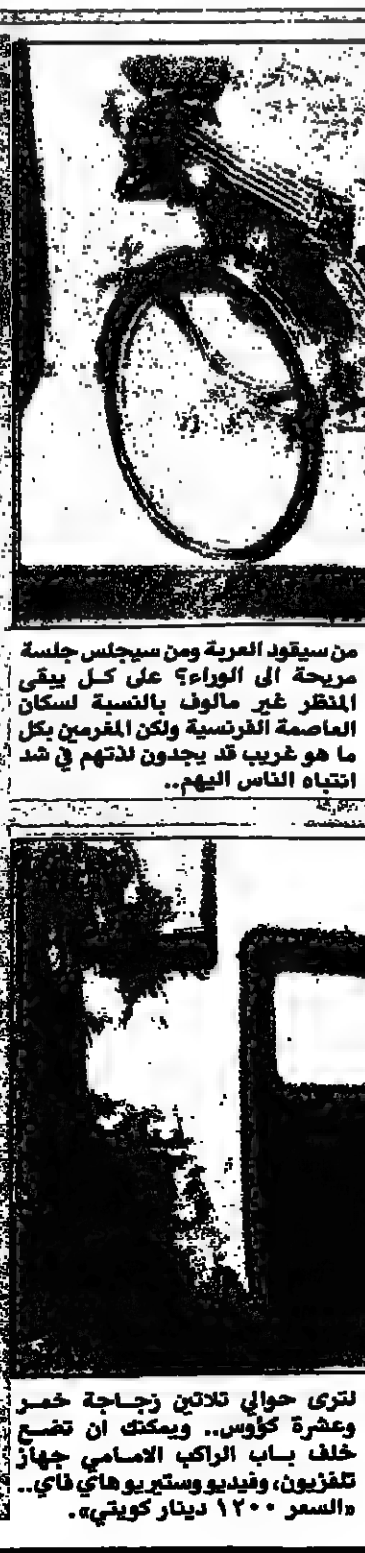 من سيقود العربة ومن سيجلس جلسة
مريحة الى الوراء؟ على كل يبقى
المنظر غير مالوف بالنسبة لسكان
العاصمة الفرنسية ولكن المغرمين بكل
ما هو غريب قد يجدون لذتهم في شد
انتباه الناس اليهم..
لترى حوالي ثلاتين زجاجة خمر
وعشرة كؤوس.. ويمكنك ان تضع
خلف باب الراكب الامامي جهاز
تلفزيون، وفيديو وستيريو هاي فاي..
«السعر ١٢٠٠ دينار كويتي».